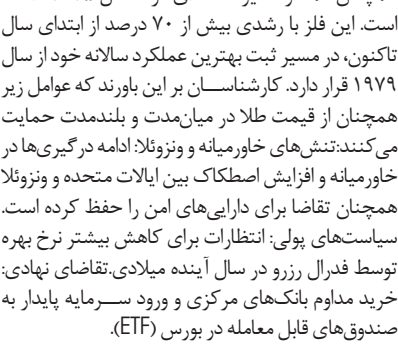 است. این فلز با رشدی بیش از ۷۰ درصد از ابتدای سال
تاکنون، در مسیر ثبت بهترین عملکرد سالانه خود از سال
۱۹۷۹ قرار دارد. کارشناسان بر این باورند که عوامل زیر
همچنان از قیمت طلا در میان‌مدت و بلندمدت حمایت
می‌کنند:تنش‌های خاورمیانه و ونزوئلا: ادامه درگیری‌ها در
خاورمیانه و افزایش اصطکاک بین ایالات متحده و ونزوئلا
همچنان تقاضا برای دارایی‌های امن را حفظ کرده است.
سیاست‌های پولی: انتظارات برای کاهش بیشتر نرخ بهره
توسط فدرال رزرو در سال آینده میلادی.تقاضای نهادی:
خرید مداوم بانک‌های مرکزی و ورود سرمایه پایدار به
صندوق‌های قابل معامله در بورس (ETF).